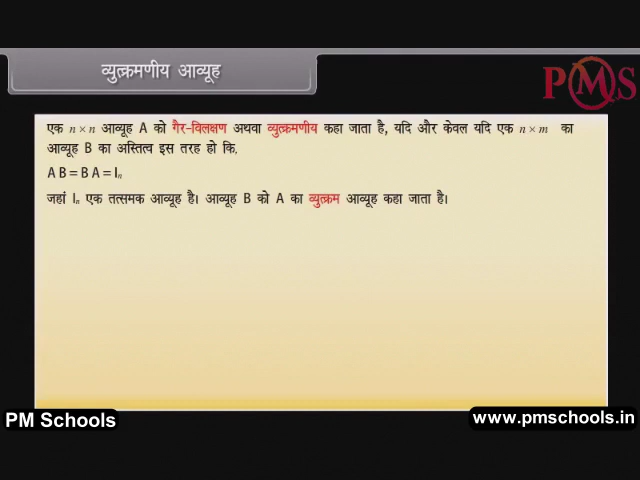 व्युत्क्रमणीय आव्यूह
PMS
एक n × n आव्यूह A को गैर-विलक्षण अथवा व्युत्क्रमणीय कहा जाता है, यदि और केवल यदि एक n × m का
आव्यूह B का अस्तित्व इस तरह हो कि,
A B = B A = Iₙ
जहां Iₙ एक तत्समक आव्यूह है। आव्यूह B को A का व्युत्क्रम आव्यूह कहा जाता है।
PM Schools
www.pmschools.in